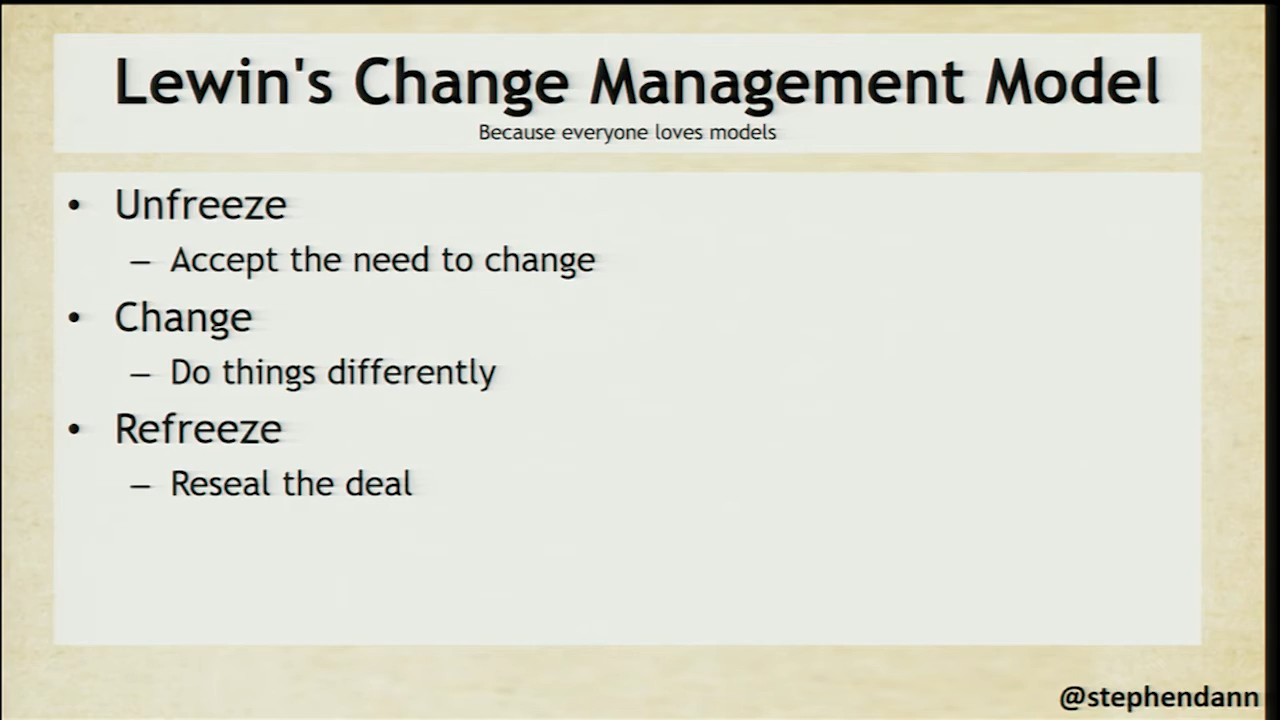 Lewin's Change Management Model
Because everyone loves models
• Unfreeze
– Accept the need to change
• Change
– Do things differently
• Refreeze
– Reseal the deal
@stephendann